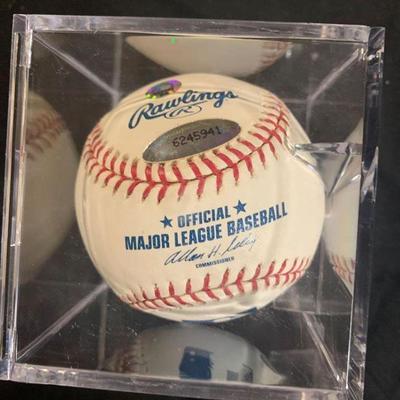 Rawlings
R
6245941
OFFICIAL
MAJOR LEAGUE BASEBALL
Allan H. Selig
COMMISSIONER